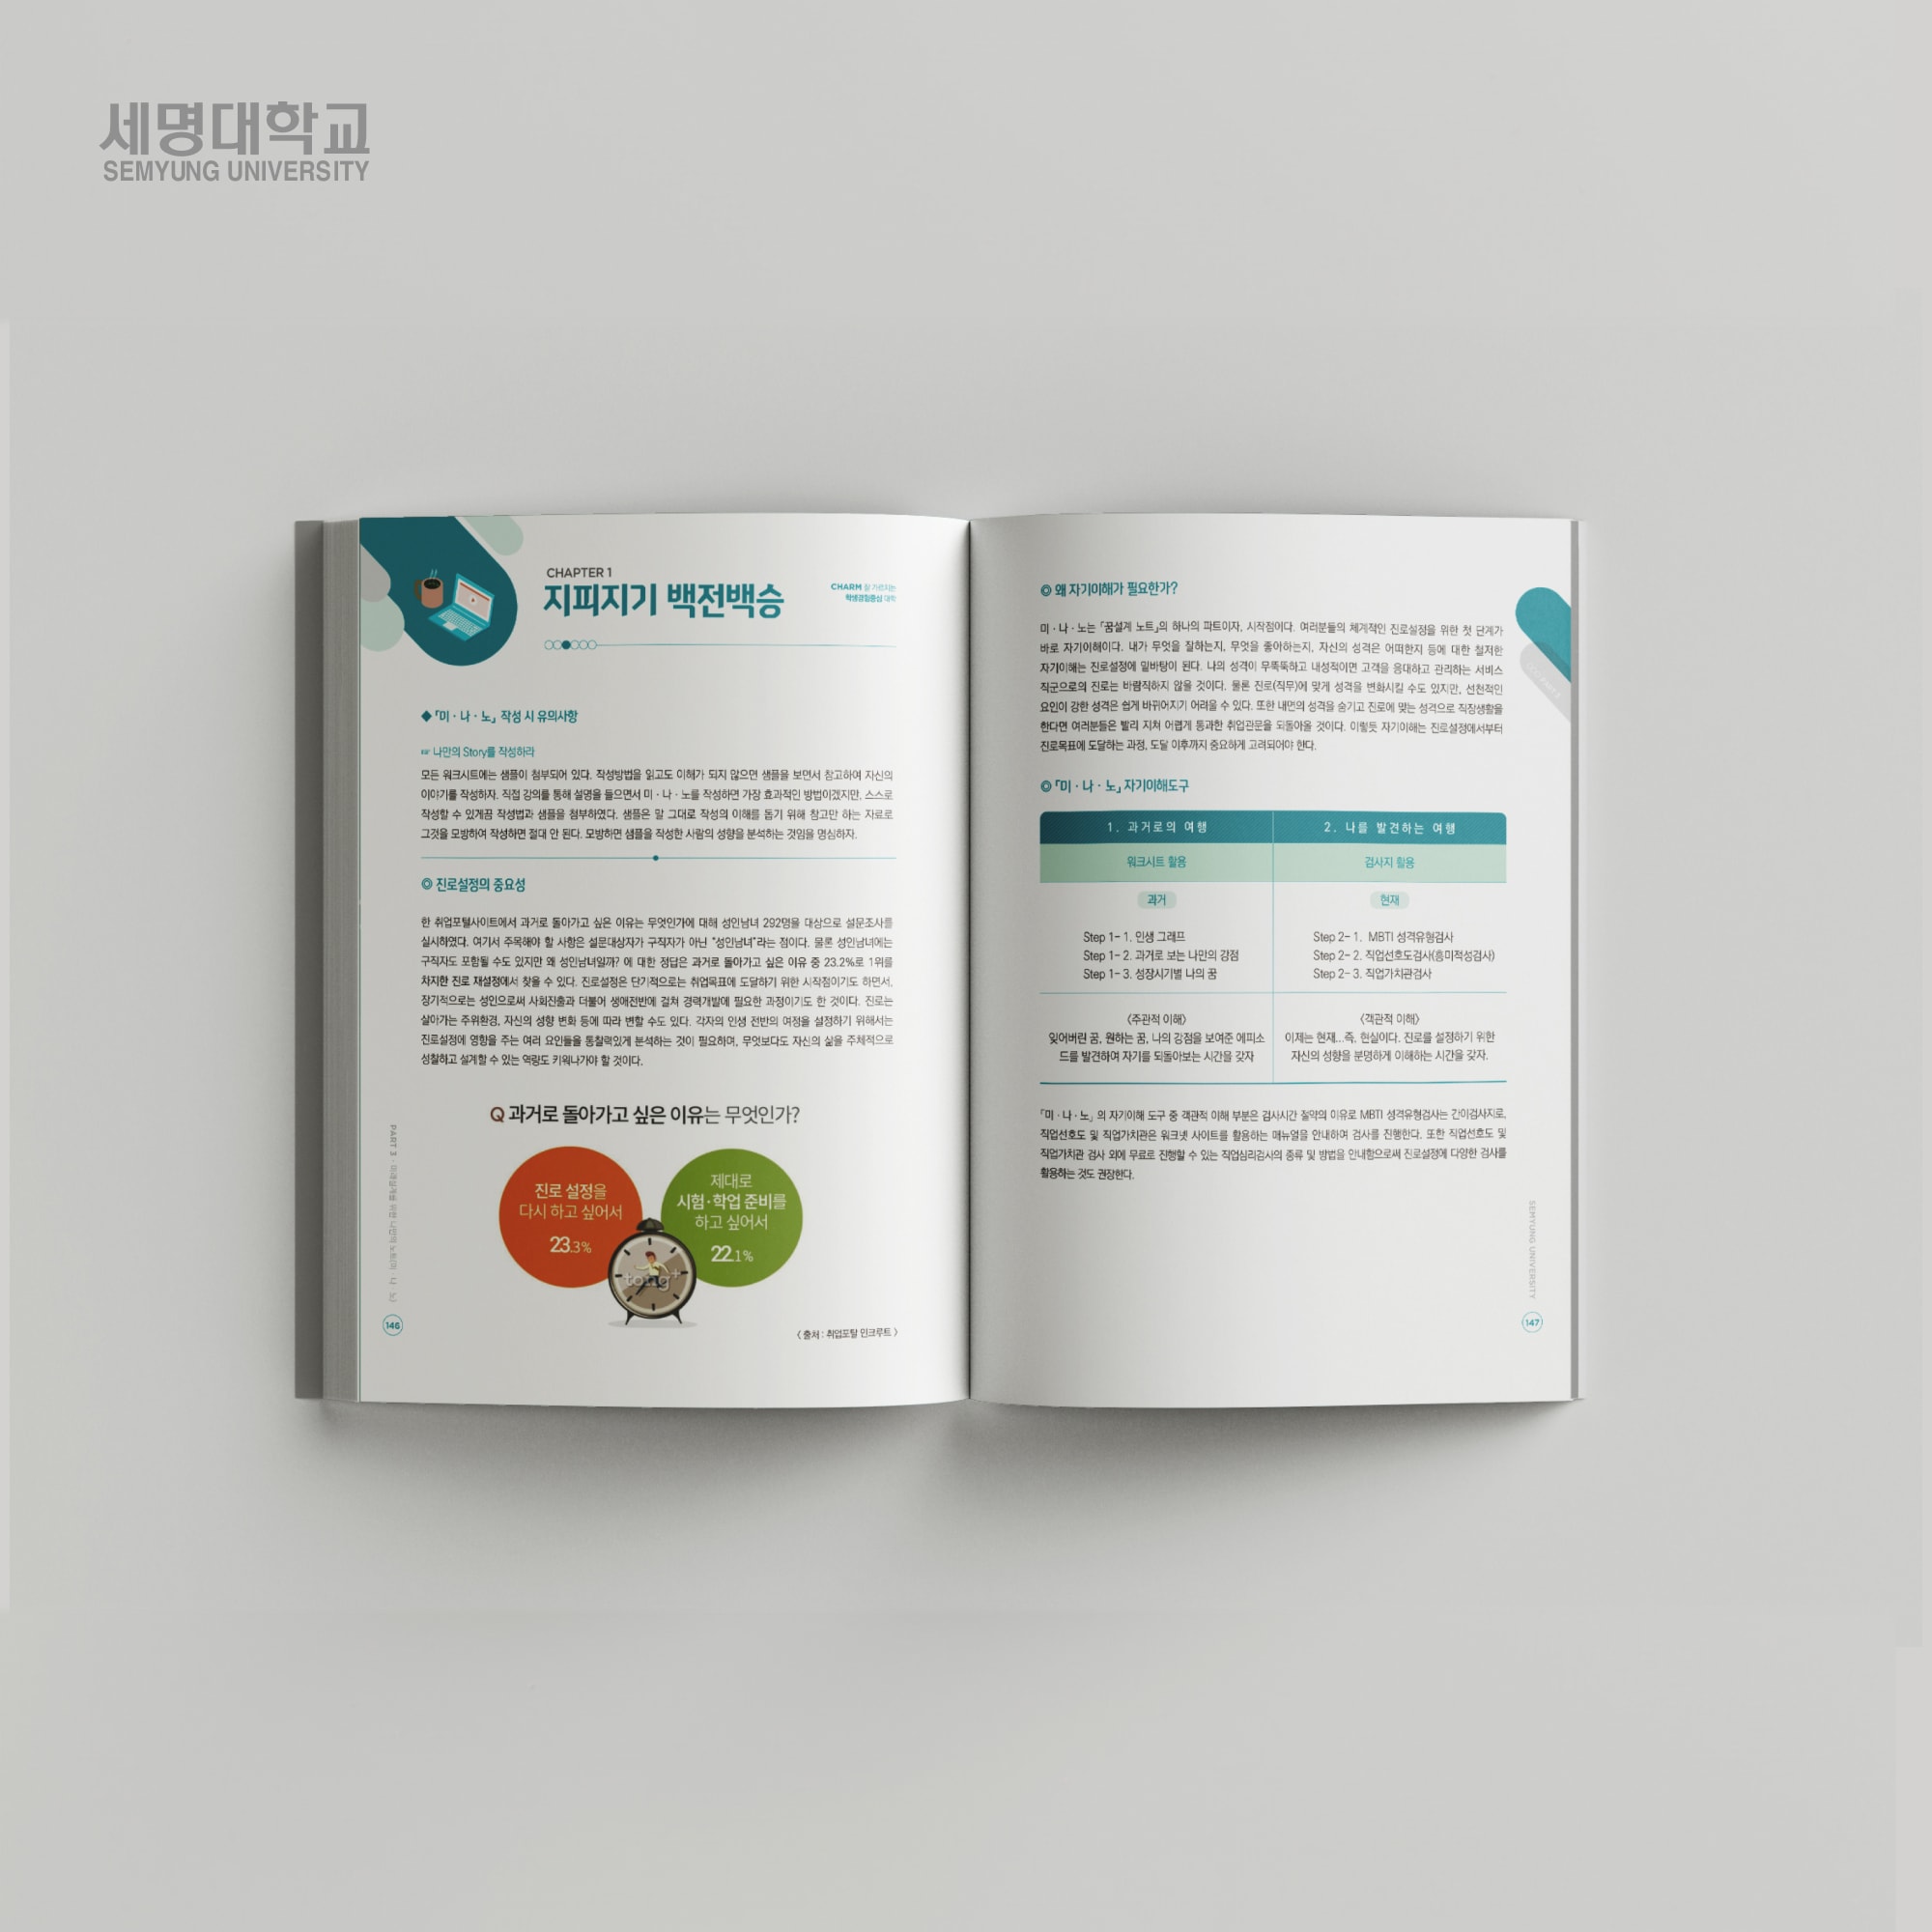 세명대학교
SEMYUNG UNIVERSITY
CHAPTER 1
지피지기 백전백승
CHARM 잘 가르치는
학생경험중심 대학
◆「미·나·노」 작성 시 유의사항
☞ 나만의 Story를 작성하라
모든 워크시트에는 샘플이 첨부되어 있다. 작성방법을 읽고도 이해가 되지 않으면 샘플을 보면서 참고하여 자신의
이야기를 작성하자. 직접 강의를 통해 설명을 들으면서 미·나·노를 작성하면 가장 효과적인 방법이겠지만, 스스로
작성할 수 있게끔 작성법과 샘플을 첨부하였다. 샘플은 말 그대로 작성의 이해를 돕기 위해 참고만 하는 자료로
그것을 모방하여 작성하면 절대 안 된다. 모방하면 샘플을 작성한 사람의 성향을 분석하는 것임을 명심하자.
◎ 진로설정의 중요성
한 취업포털사이트에서 과거로 돌아가고 싶은 이유는 무엇인가에 대해 성인남녀 292명을 대상으로 설문조사를
실시하였다. 여기서 주목해야 할 사항은 설문대상자가 구직자가 아닌 "성인남녀"라는 점이다. 물론 성인남녀에는
구직자도 포함될 수도 있지만 왜 성인남녀일까? 에 대한 정답은 과거로 돌아가고 싶은 이유 중 23.2%로 1위를
차지한 진로 재설정에서 찾을 수 있다. 진로설정은 단기적으로는 취업목표에 도달하기 위한 시작점이기도 하면서,
장기적으로는 성인으로써 사회진출과 더불어 생애전반에 걸쳐 경력개발에 필요한 과정이기도 한 것이다. 진로는
살아가는 주위환경, 자신의 성향 변화 등에 따라 변할 수도 있다. 각자의 인생 전반의 여정을 설정하기 위해서는
진로설정에 영향을 주는 여러 요인들을 통찰력있게 분석하는 것이 필요하며, 무엇보다도 자신의 삶을 주체적으로
성찰하고 설계할 수 있는 역량도 키워나가야 할 것이다.
Q 과거로 돌아가고 싶은 이유는 무엇인가?
진로 설정을
다시 하고 싶어서
23.3%
제대로
시험·학업 준비를
하고 싶어서
22.1%
tong+
〈출처 : 취업포탈 인크루트〉
PART 3 · 미래설계를 위한 나만의 노트(미 · 나 · 노)
146
◎ 왜 자기이해가 필요한가?
미·나·노는 「꿈설계 노트」의 하나의 파트이자, 시작점이다. 여러분들의 체계적인 진로설정을 위한 첫 단계가
바로 자기이해이다. 내가 무엇을 잘하는지, 무엇을 좋아하는지, 자신의 성격은 어떠한지 등에 대한 철저한
자기이해는 진로설정에 밑바탕이 된다. 나의 성격이 무뚝뚝하고 내성적이면 고객을 응대하고 관리하는 서비스
직군으로의 진로는 바람직하지 않을 것이다. 물론 진로(직무)에 맞게 성격을 변화시킬 수도 있지만, 선천적인
요인이 강한 성격은 쉽게 바뀌어지기 어려울 수 있다. 또한 내면의 성격을 숨기고 진로에 맞는 성격으로 직장생활을
한다면 여러분들은 빨리 지쳐 어렵게 통과한 취업관문을 되돌아올 것이다. 이렇듯 자기이해는 진로설정에서부터
진로목표에 도달하는 과정, 도달 이후까지 중요하게 고려되어야 한다.
◎「미·나·노」자기이해도구
1. 과거로의 여행
2. 나를 발견하는 여행
워크시트 활용
검사지 활용
과거
현재
Step 1- 1. 인생 그래프
Step 1- 2. 과거로 보는 나만의 강점
Step 1- 3. 성장시기별 나의 꿈
Step 2- 1. MBTI 성격유형검사
Step 2- 2. 직업선호도검사(흥미적성검사)
Step 2- 3. 직업가치관검사
〈주관적 이해〉
잊어버린 꿈, 원하는 꿈, 나의 강점을 보여준 에피소
드를 발견하여 자기를 되돌아보는 시간을 갖자
〈객관적 이해〉
이제는 현재...즉, 현실이다. 진로를 설정하기 위한
자신의 성향을 분명하게 이해하는 시간을 갖자.
「미·나·노」의 자기이해 도구 중 객관적 이해 부분은 검사시간 절약의 이유로 MBTI 성격유형검사는 간이검사지로,
직업선호도 및 직업가치관은 워크넷 사이트를 활용하는 매뉴얼을 안내하여 검사를 진행한다. 또한 직업선호도 및
직업가치관 검사 외에 무료로 진행할 수 있는 직업심리검사의 종류 및 방법을 안내함으로써 진로설정에 다양한 검사를
활용하는 것도 권장한다.
SEMYUNG UNIVERSITY
147